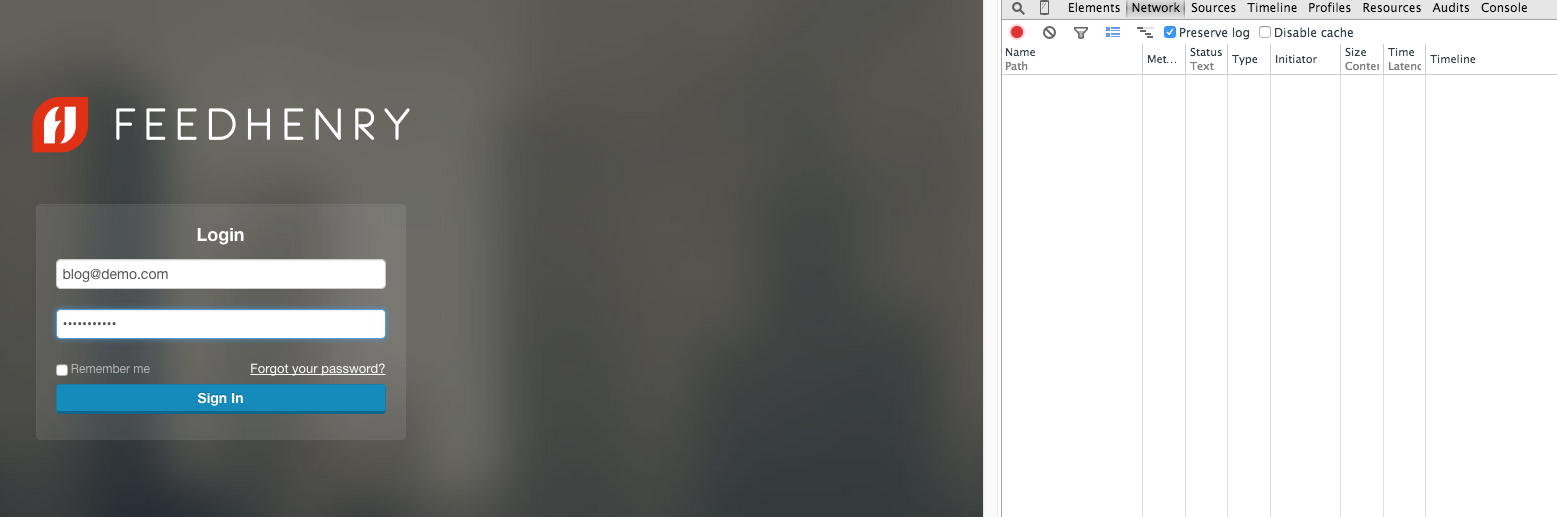 FEEDHENRY
Login
blog@demo.com
•••••••••••
Remember me
Forgot your password?
Sign In
Elements Network Sources Timeline Profiles Resources Audits Console
Preserve log Disable cache
Name Met... Status Type Initiator Size Time Timeline
Path Text Conter Latenc